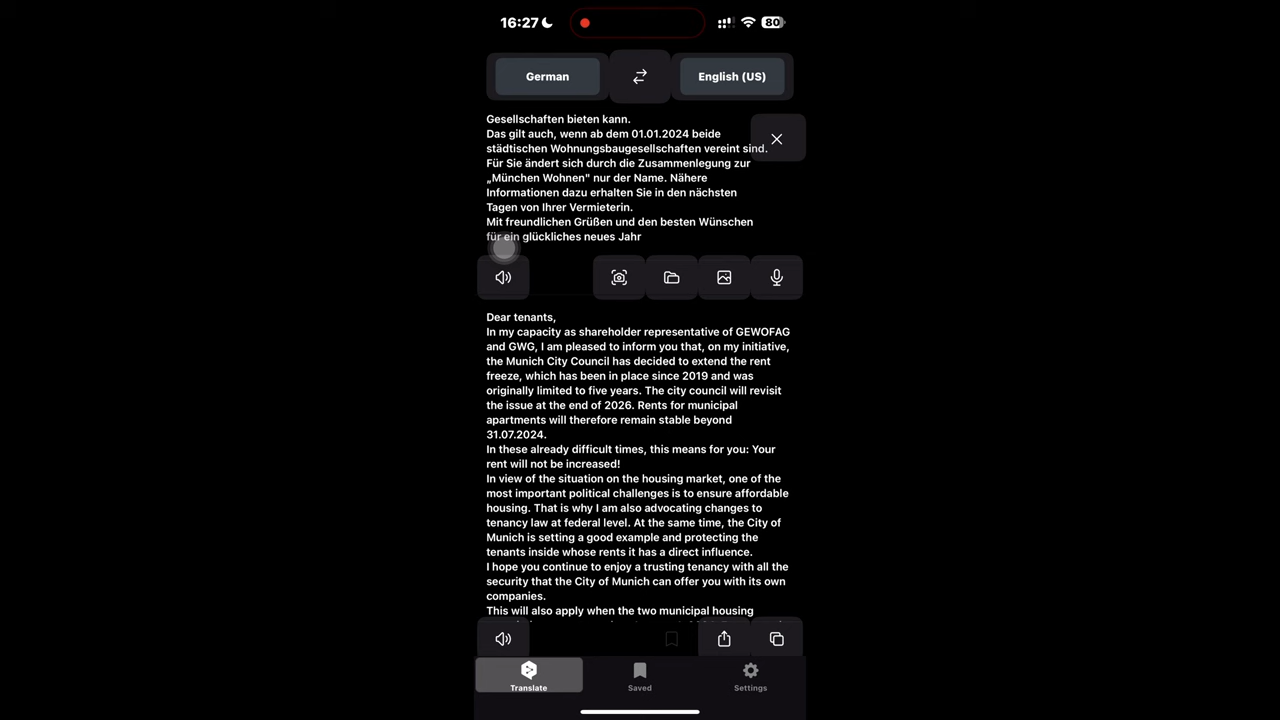 16:27
80
German
English (US)
Gesellschaften bieten kann.
Das gilt auch, wenn ab dem 01.01.2024 beide
städtischen Wohnungsbaugesellschaften vereint sind.
Für Sie ändert sich durch die Zusammenlegung zur
„München Wohnen" nur der Name. Nähere
Informationen dazu erhalten Sie in den nächsten
Tagen von Ihrer Vermieterin.
Mit freundlichen Grüßen und den besten Wünschen
für ein glückliches neues Jahr
Dear tenants,
In my capacity as shareholder representative of GEWOFAG
and GWG, I am pleased to inform you that, on my initiative,
the Munich City Council has decided to extend the rent
freeze, which has been in place since 2019 and was
originally limited to five years. The city council will revisit
the issue at the end of 2026. Rents for municipal
apartments will therefore remain stable beyond
31.07.2024.
In these already difficult times, this means for you: Your
rent will not be increased!
In view of the situation on the housing market, one of the
most important political challenges is to ensure affordable
housing. That is why I am also advocating changes to
tenancy law at federal level. At the same time, the City of
Munich is setting a good example and protecting the
tenants inside whose rents it has a direct influence.
I hope you continue to enjoy a trusting tenancy with all the
security that the City of Munich can offer you with its own
companies.
This will also apply when the two municipal housing
Translate
Saved
Settings